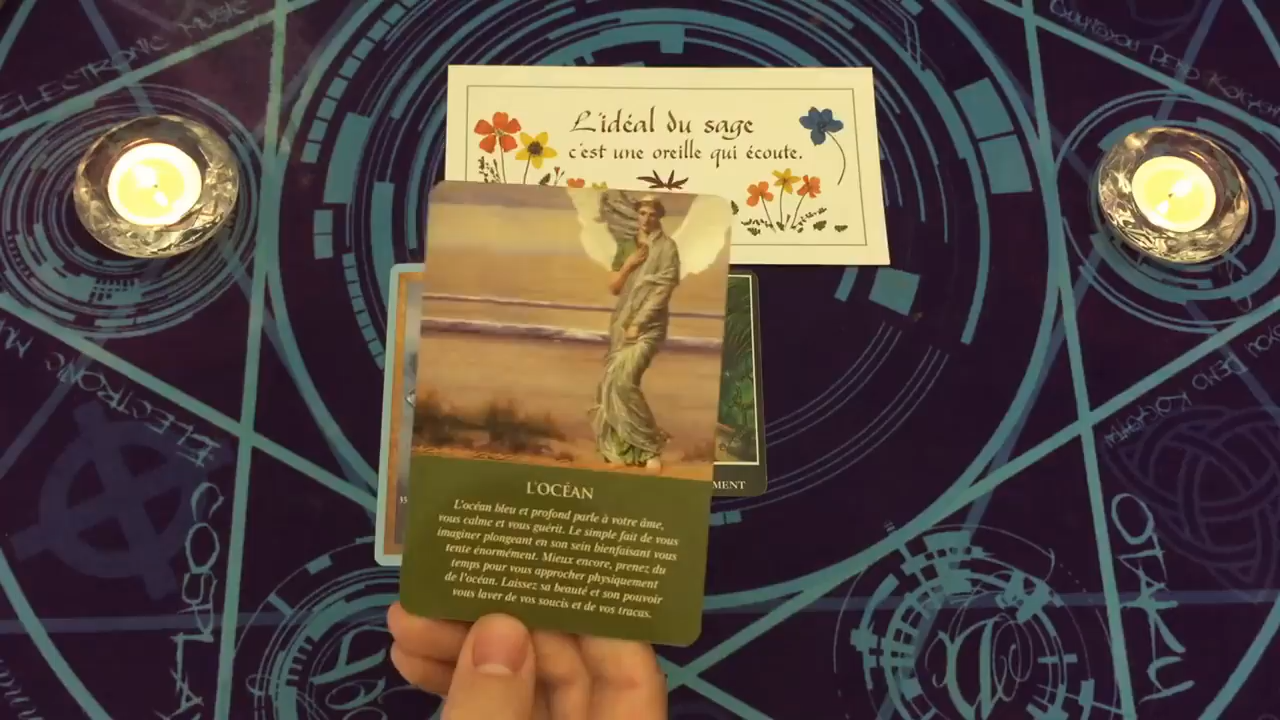 ELECTRONIC MUSIC
L'idéal du sage
c'est une oreille qui écoute.
L'OCÉAN
L'océan bleu et profond parle à votre âme,
vous calme et vous guérit. Le simple fait de vous
imaginer plongeant en son sein bienfaisant vous
tente énormément. Mieux encore, prenez du
temps pour vous approcher physiquement
de l'océan. Laissez sa beauté et son pouvoir
vous laver de vos soucis et de vos tracas.
35
MENT
ELECTRONIC M
COSPLAY
OTAKU